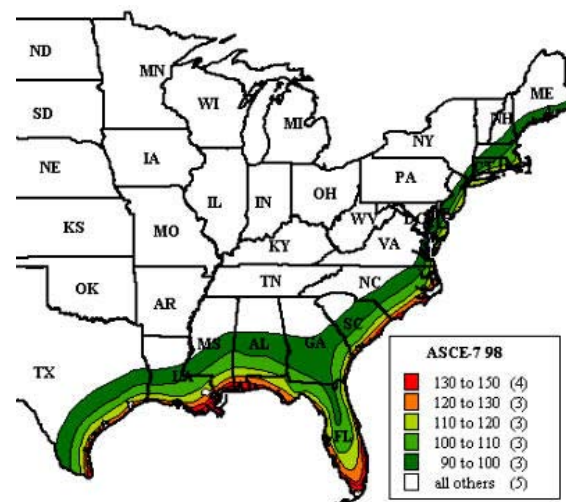 ND
MN
ME
SD
WI
NH
MI
NY
NE
IA
PA
IL
IN
OH
WV
KS
MO
VA
KY
TN
NC
OK
AR
SC
MS
AL
GA
TX
LA
FL
ASCE-7 98
130 to 150 (4)
120 to 130 (3)
110 to 120 (3)
100 to 110 (3)
90 to 100 (3)
all others (5)